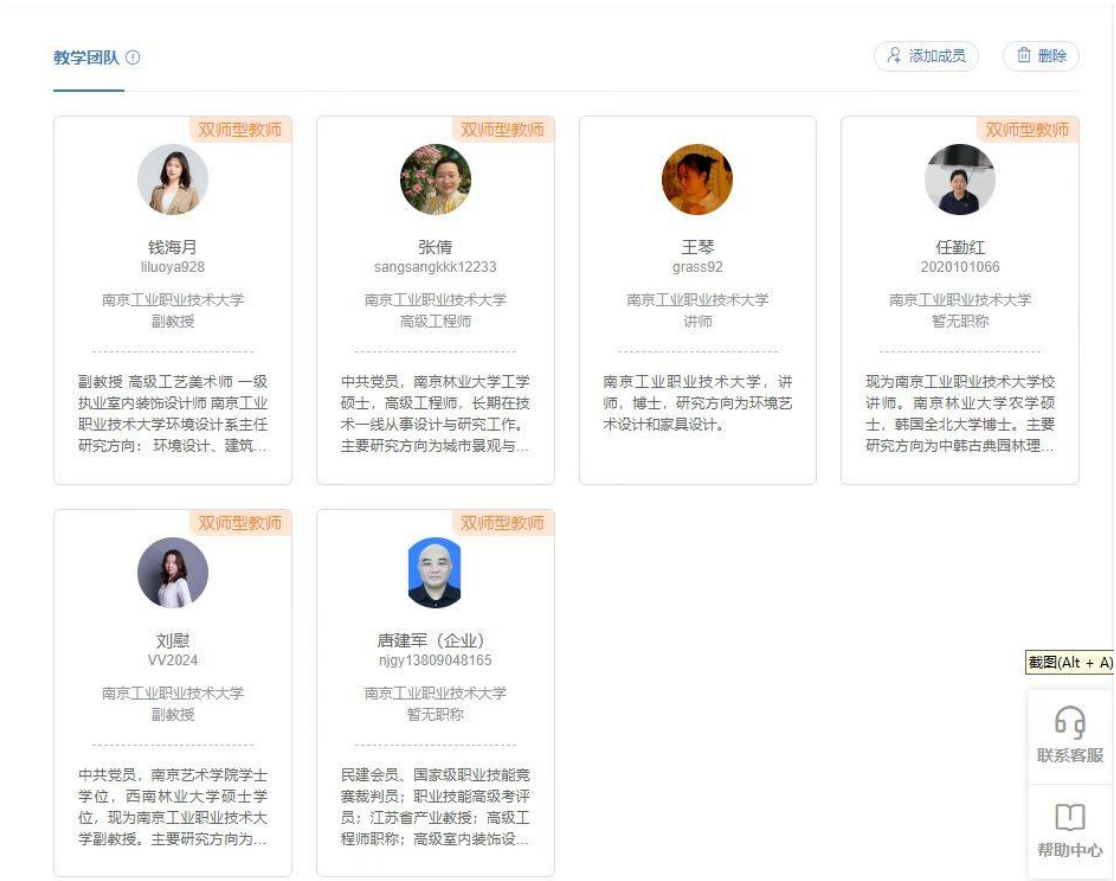 教学团队
添加成员
删除
双师型教师
钱海月
liluoya928
南京工业职业技术大学
副教授
副教授 高级工艺美术师 一级
执业室内装饰设计师 南京工业
职业技术大学环境设计系主任
研究方向： 环境设计、建筑...
双师型教师
张倩
sangsangkkk12233
南京工业职业技术大学
高级工程师
中共党员，南京林业大学工学
硕士，高级工程师，长期在技
术一线从事设计与研究工作。
主要研究方向为城市景观与...
王琴
grass92
南京工业职业技术大学
讲师
南京工业职业技术大学，讲
师，博士，研究方向为环境艺
术设计和家具设计。
双师型教师
任勤红
2020101066
南京工业职业技术大学
暂无职称
现为南京工业职业技术大学校
讲师。南京林业大学农学硕
士，韩国全北大学博士。主要
研究方向为中韩古典园林理...
双师型教师
刘慰
VV2024
南京工业职业技术大学
副教授
中共党员，南京艺术学院学士
学位，西南林业大学硕士学
位，现为南京工业职业技术大
学副教授。主要研究方向为...
双师型教师
唐建军（企业）
njgy13809048165
南京工业职业技术大学
暂无职称
民建会员、国家级职业技能竞
赛裁判员；职业技能高级考评
员；江苏省产业教授；高级工
程师职称；高级室内装饰设...
截图(Alt + A)
联系客服
帮助中心